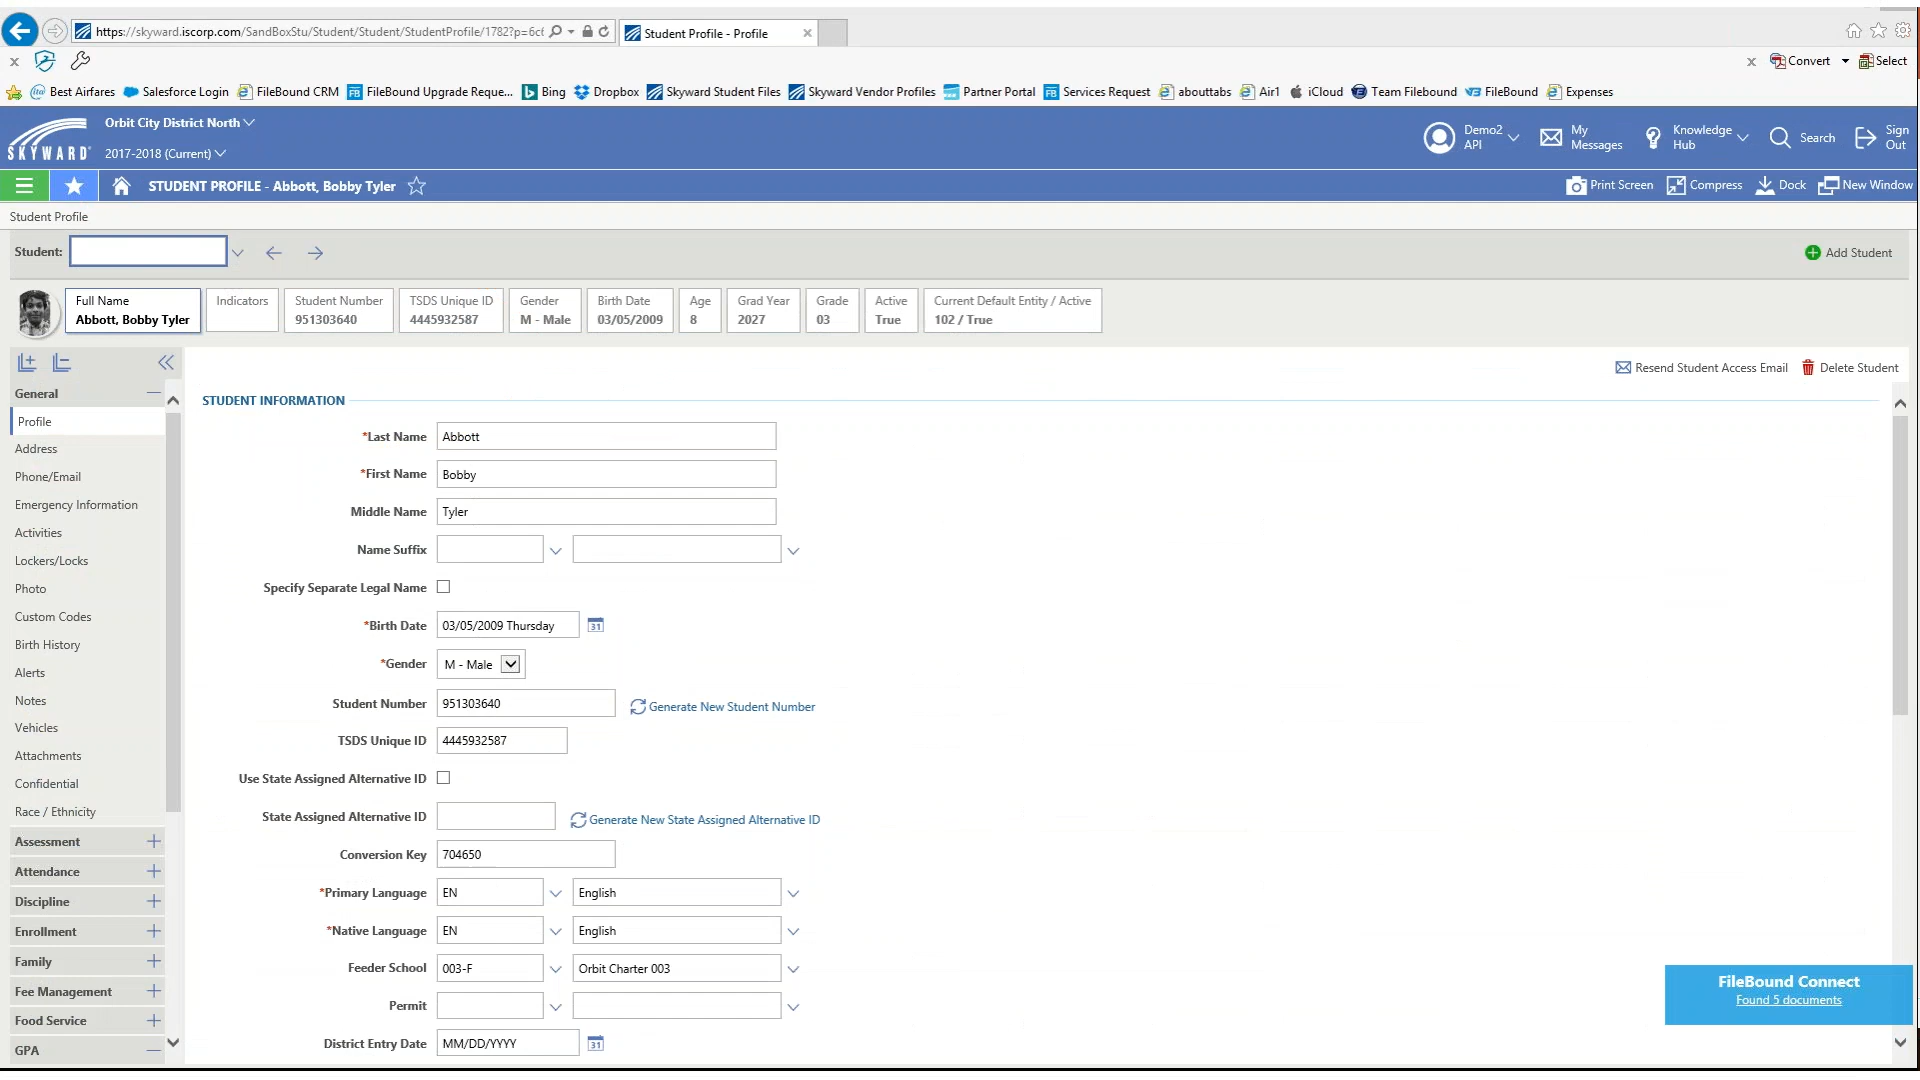 https://skyward.iscorp.com/SandBoxStu/Student/Student/StudentProfile/1782?p=6c6
Student Profile - Profile
Convert
Select
Best Airfares
Salesforce Login
FileBound CRM
FileBound Upgrade Reque...
Bing
Dropbox
Skyward Student Files
Skyward Vendor Profiles
Partner Portal
Services Request
abouttabs
Air1
iCloud
Team Filebound
FileBound
Expenses
SKYWARD
Orbit City District North
2017-2018 (Current)
Demo2
API
My
Messages
Knowledge
Hub
Search
Sign
Out
STUDENT PROFILE - Abbott, Bobby Tyler
Print Screen
Compress
Dock
New Window
Student Profile
Student:
Add Student
Full Name
Abbott, Bobby Tyler
Indicators
Student Number
951303640
TSDS Unique ID
4445932587
Gender
M - Male
Birth Date
03/05/2009
Age
8
Grad Year
2027
Grade
03
Active
True
Current Default Entity / Active
102 / True
Resend Student Access Email
Delete Student
General
Profile
Address
Phone/Email
Emergency Information
Activities
Lockers/Locks
Photo
Custom Codes
Birth History
Alerts
Notes
Vehicles
Attachments
Confidential
Race / Ethnicity
Assessment
Attendance
Discipline
Enrollment
Family
Fee Management
Food Service
GPA
STUDENT INFORMATION
*Last Name Abbott
*First Name Bobby
Middle Name Tyler
Name Suffix
Specify Separate Legal Name
*Birth Date 03/05/2009 Thursday 31
*Gender M - Male
Student Number 951303640 Generate New Student Number
TSDS Unique ID 4445932587
Use State Assigned Alternative ID
State Assigned Alternative ID Generate New State Assigned Alternative ID
Conversion Key 704650
*Primary Language EN English
*Native Language EN English
Feeder School 003-F Orbit Charter 003
Permit
District Entry Date MM/DD/YYYY 31
FileBound Connect
Found 5 documents